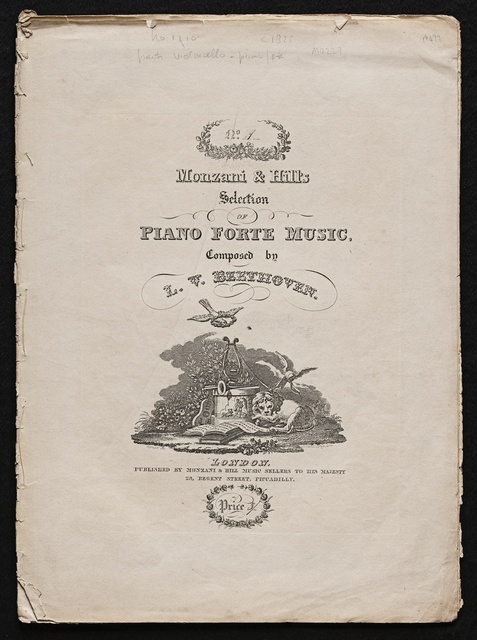 No. 1
Monzani & Hill's
Selection
OF
PIANO FORTE MUSIC,
Composed by
L. V. BEETHOVEN.
LONDON.
PUBLISHED BY MONZANI & HILL MUSIC SELLERS TO HIS MAJESTY
28, REGENT STREET, PICCADILLY.
Price